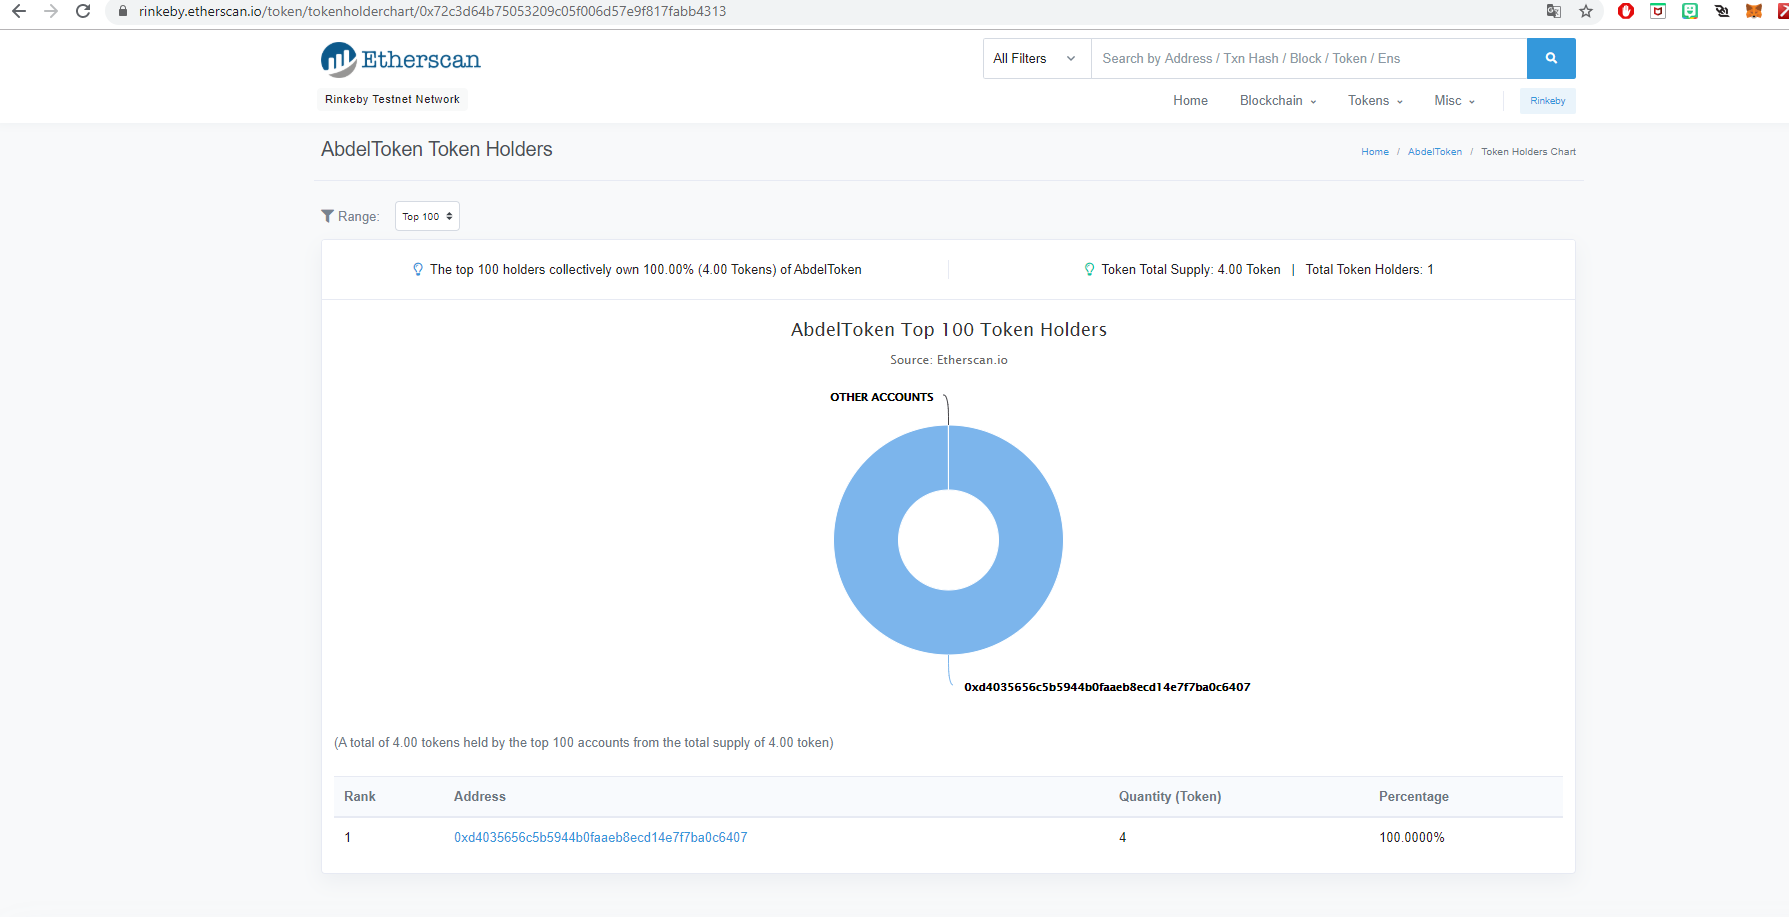 rinkeby.etherscan.io/token/tokenholderchart/0x72c3d64b75053209c05f006d57e9f817fabb4313
Etherscan
All Filters
Search by Address / Txn Hash / Block / Token / Ens
Rinkeby Testnet Network
Home
Blockchain
Tokens
Misc
Rinkeby
AbdelToken Token Holders
Home / AbdelToken / Token Holders Chart
Range:
Top 100
The top 100 holders collectively own 100.00% (4.00 Tokens) of AbdelToken
Token Total Supply: 4.00 Token | Total Token Holders: 1
AbdelToken Top 100 Token Holders
Source: Etherscan.io
OTHER ACCOUNTS
0xd4035656c5b5944b0faaeb8ecd14e7f7ba0c6407
(A total of 4.00 tokens held by the top 100 accounts from the total supply of 4.00 token)
Rank Address Quantity (Token) Percentage
1 0xd4035656c5b5944b0faaeb8ecd14e7f7ba0c6407 4 100.0000%